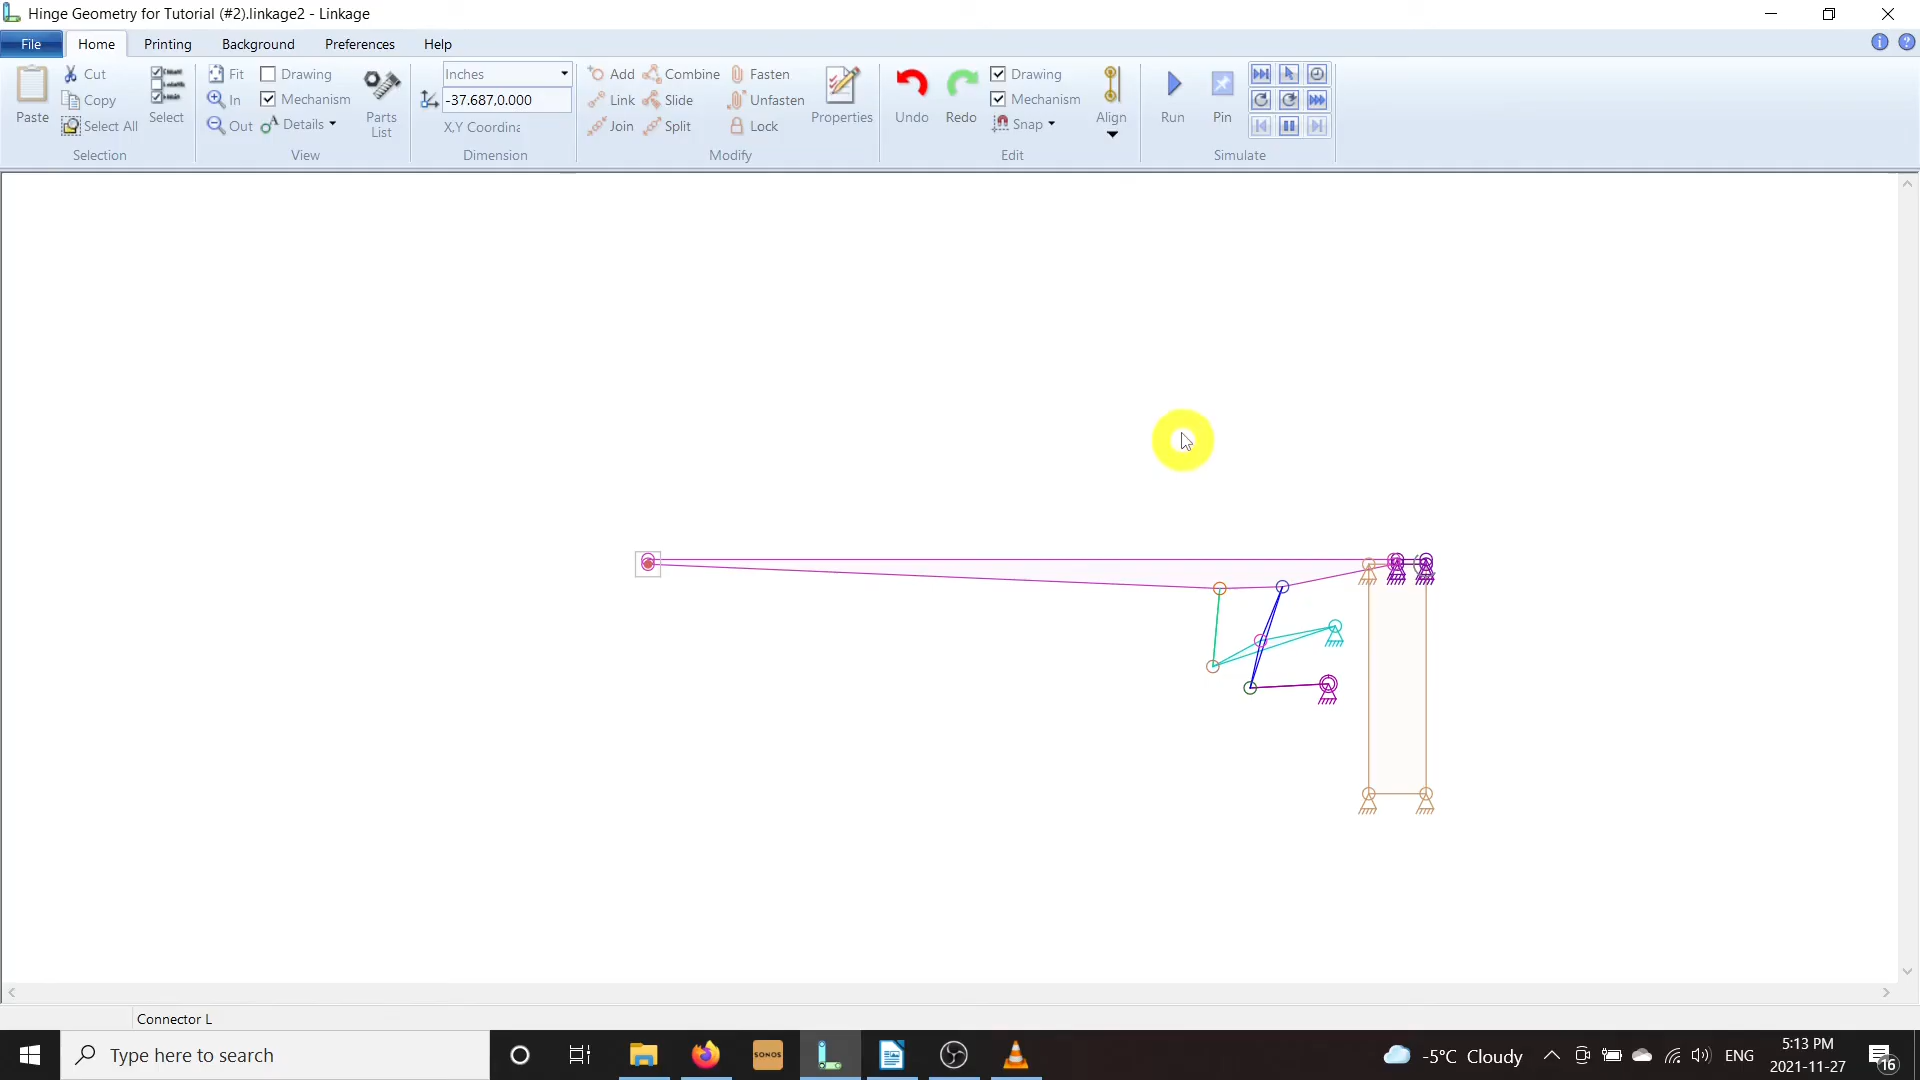 Hinge Geometry for Tutorial (#2).linkage2 - Linkage
File Home Printing Background Preferences Help
Paste Cut Copy Select All Select
Selection
Fit In Out Drawing Mechanism Details Parts List
View
Inches
-37.687,0.000
X,Y Coordina
Dimension
Add Combine Fasten
Link Slide Unfasten
Join Split Lock
Properties
Modify
Undo Redo
Drawing
Mechanism
Snap
Align
Edit
Run Pin
Simulate
Connector L
Type here to search
SONOS
-5°C Cloudy
ENG
5:13 PM
2021-11-27
16